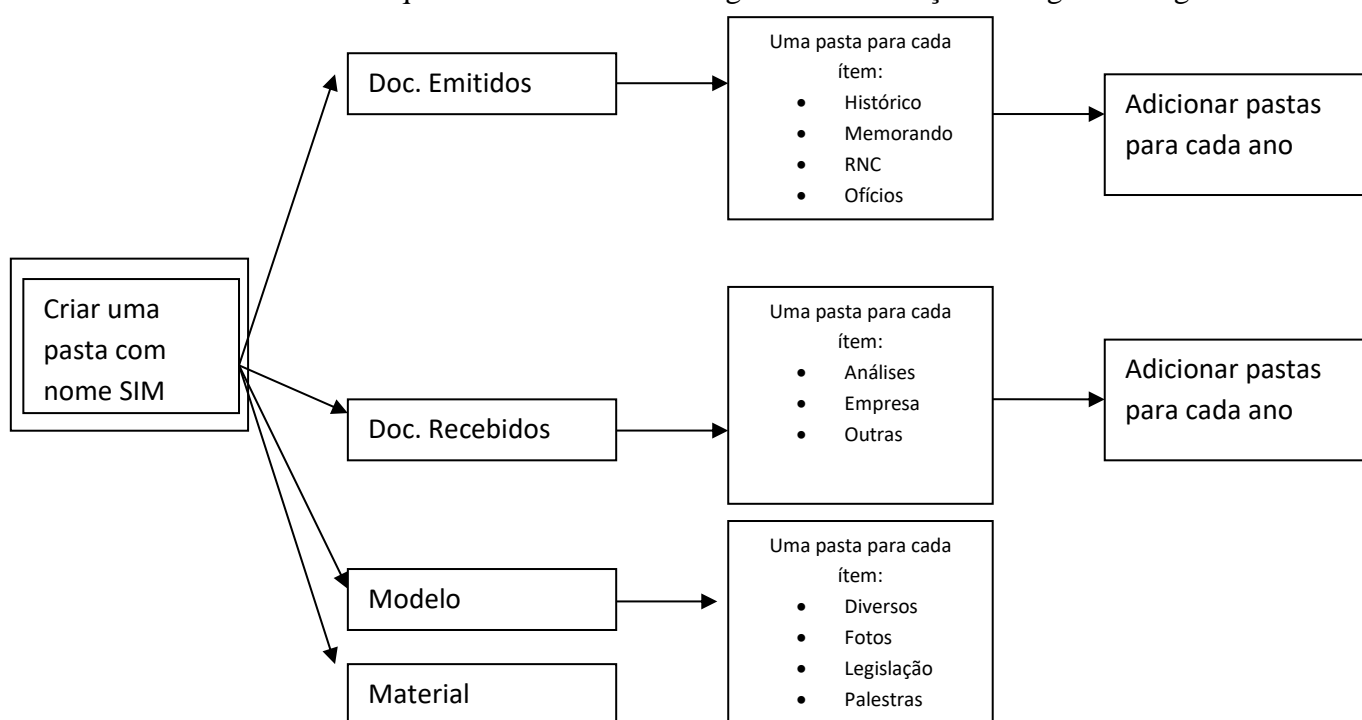 Doc. Emitidos
Uma pasta para cada
ítem:
• Histórico
• Memorando
• RNC
• Ofícios
Adicionar pastas
para cada ano
Criar uma
pasta com
nome SIM
Doc. Recebidos
Uma pasta para cada
ítem:
• Análises
• Empresa
• Outras
Adicionar pastas
para cada ano
Modelo
Uma pasta para cada
ítem:
• Diversos
• Fotos
• Legislação
• Palestras
Material